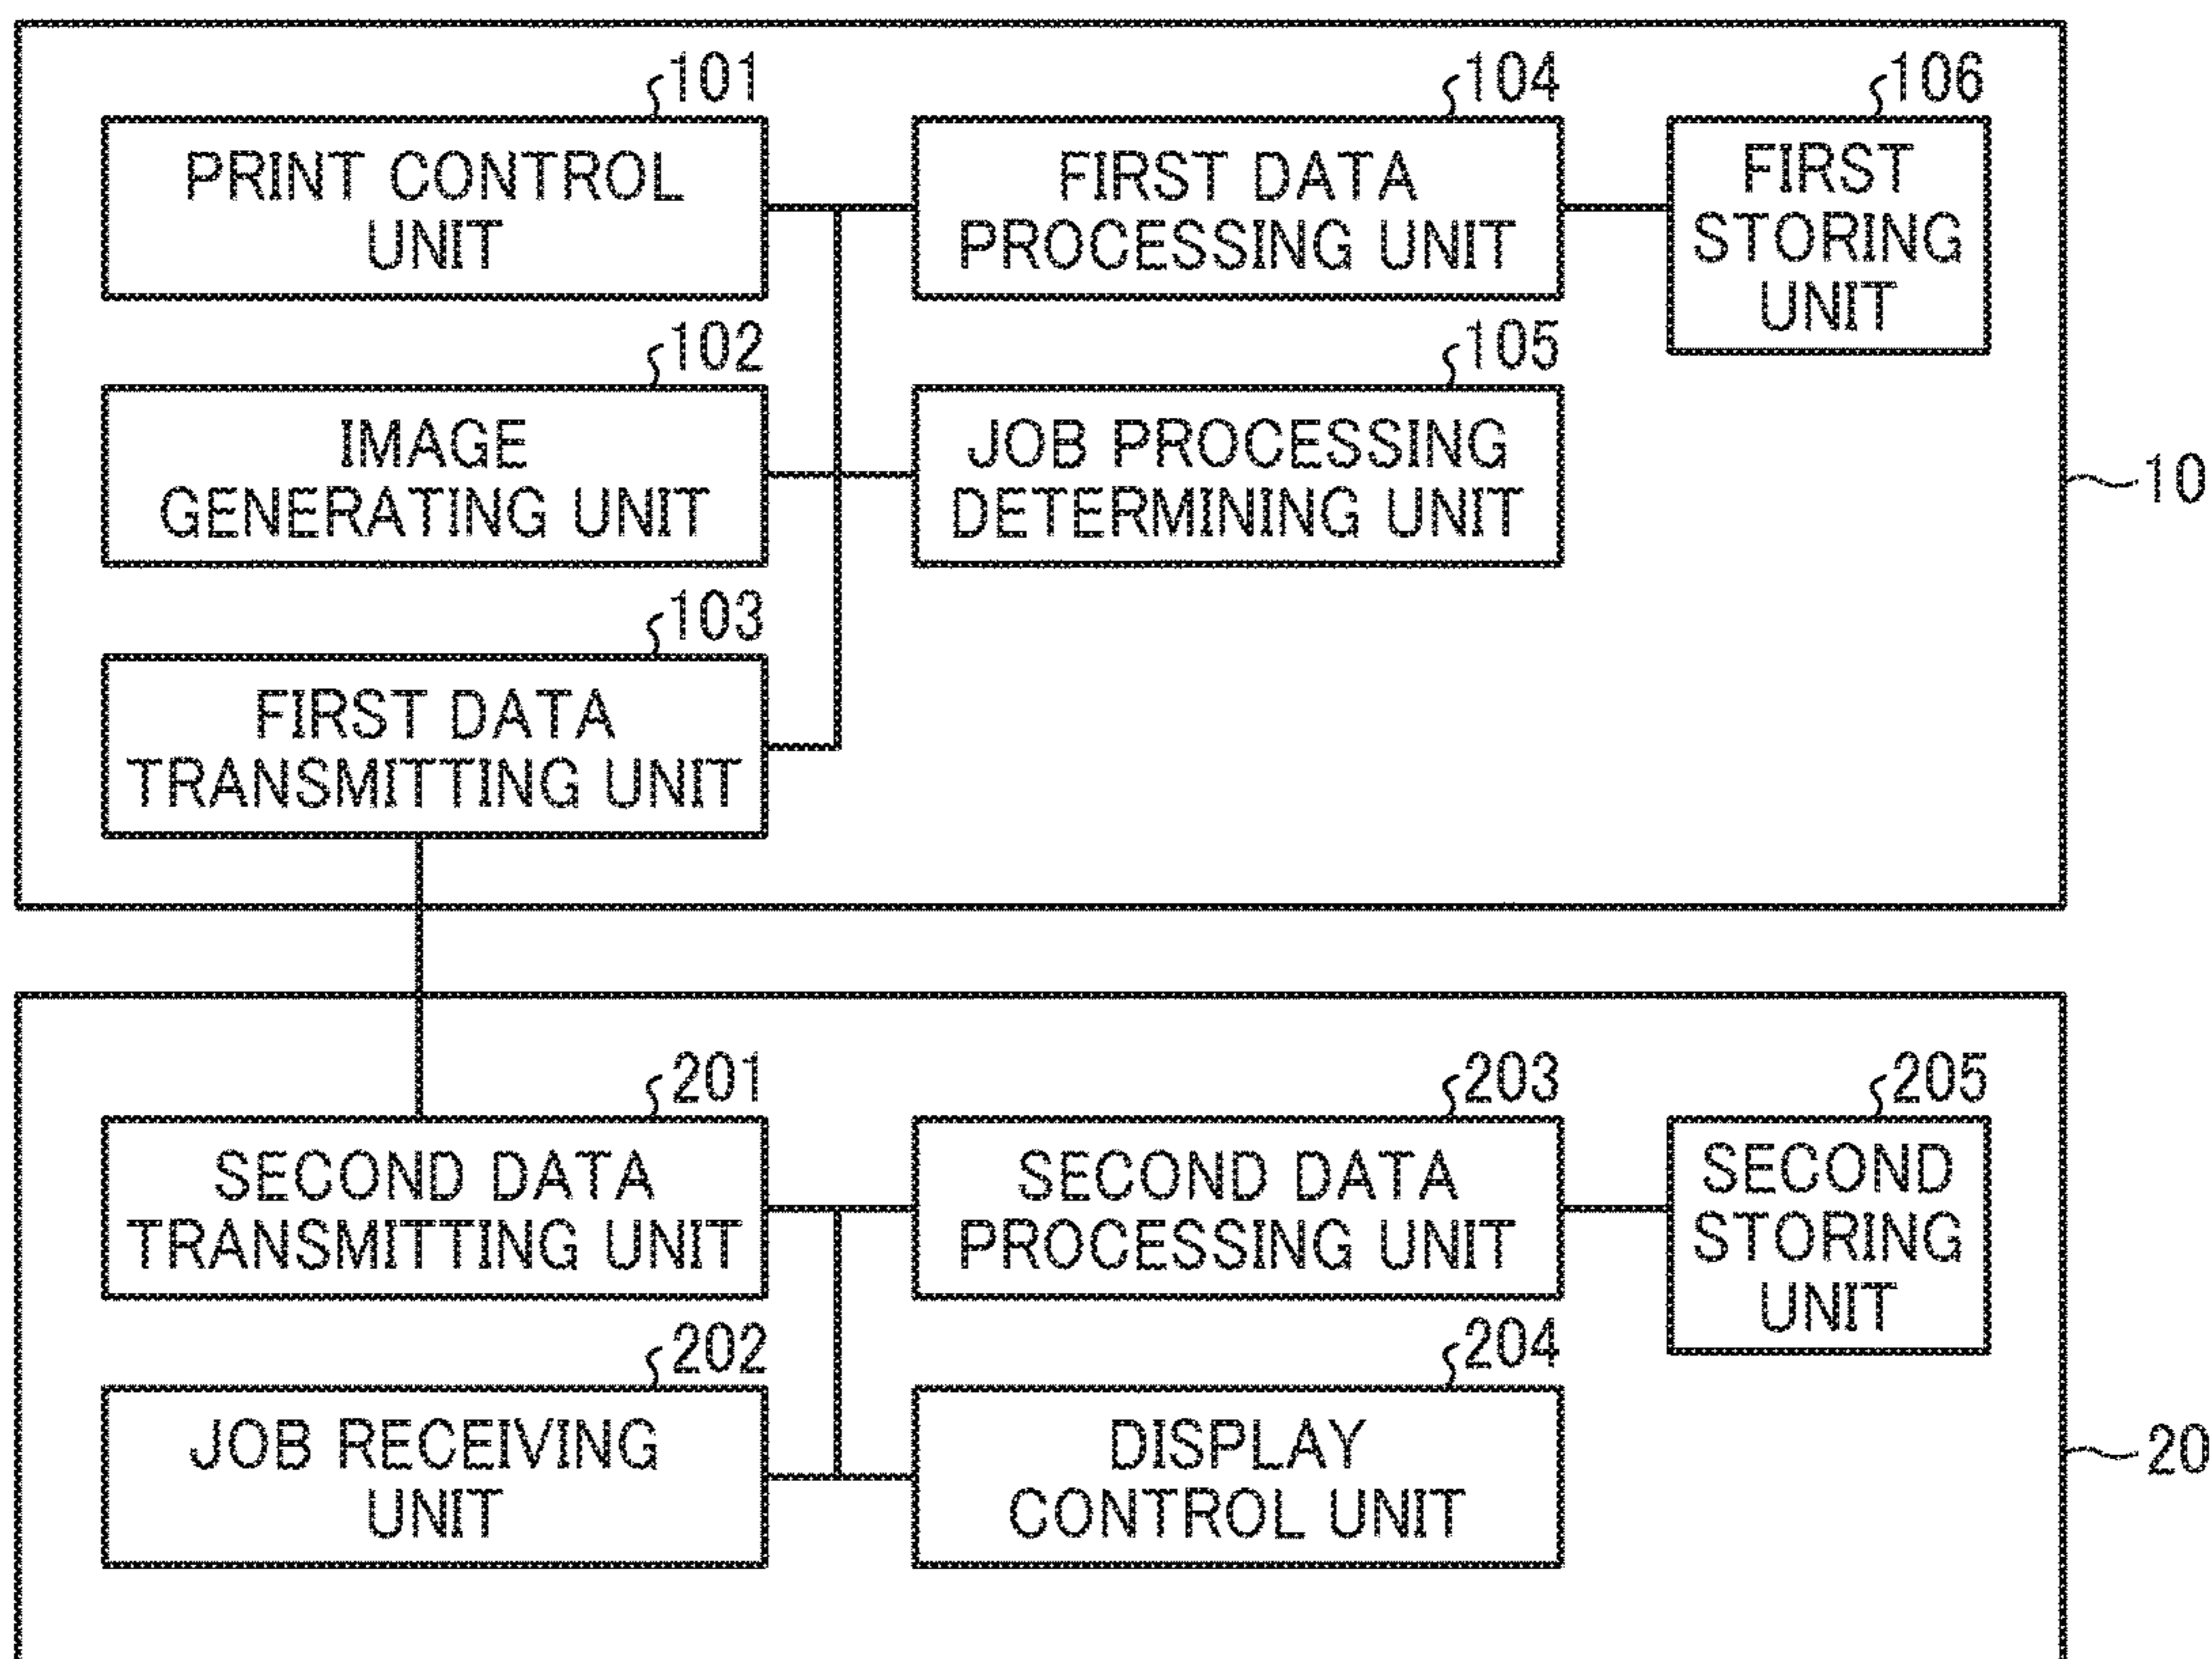 101
PRINT CONTROL
UNIT
104
FIRST DATA
PROCESSING UNIT
106
FIRST
STORING
UNIT
102
IMAGE
GENERATING UNIT
105
JOB PROCESSING
DETERMINING UNIT
10
103
FIRST DATA
TRANSMITTING UNIT
201
SECOND DATA
TRANSMITTING UNIT
203
SECOND DATA
PROCESSING UNIT
205
SECOND
STORING
UNIT
202
JOB RECEIVING
UNIT
204
DISPLAY
CONTROL UNIT
20